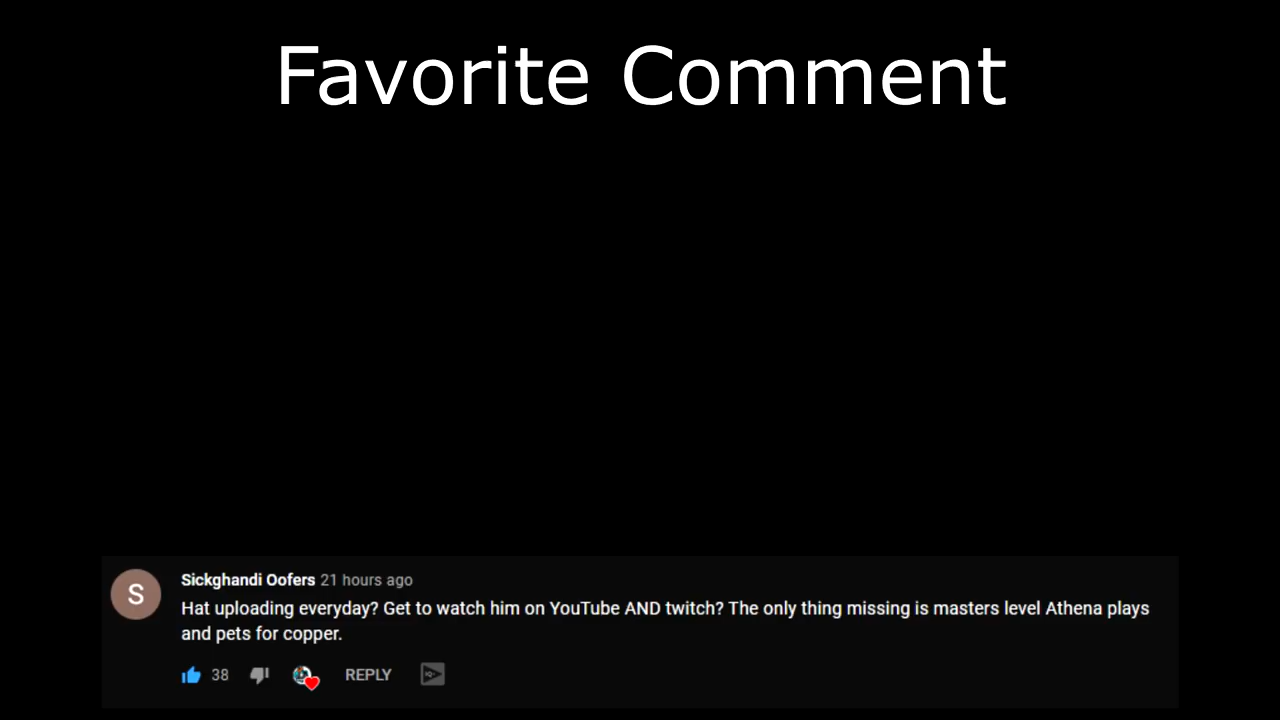 Favorite Comment
S
Sickghandi Oofers 21 hours ago
Hat uploading everyday? Get to watch him on YouTube AND twitch? The only thing missing is masters level Athena plays
and pets for copper.
38 REPLY